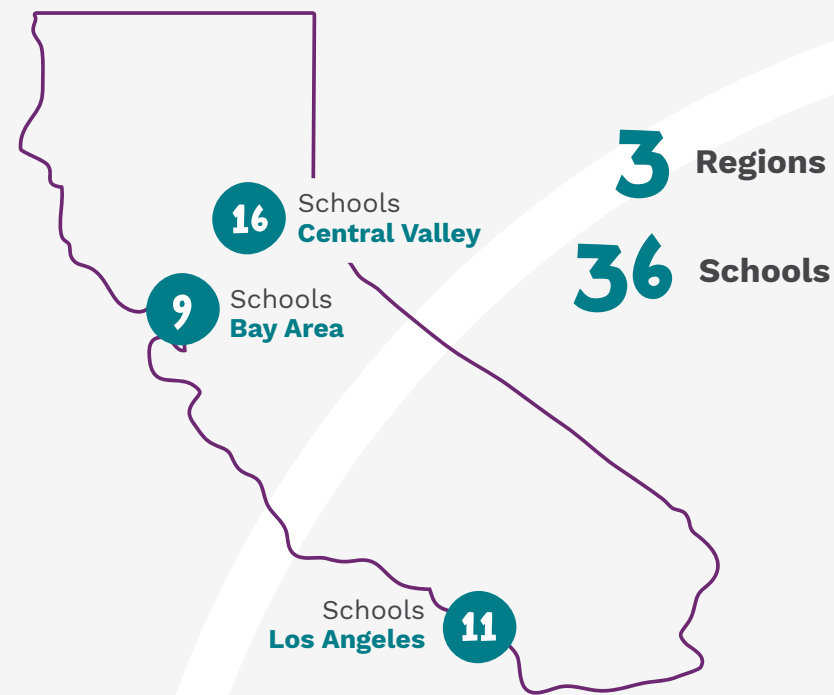 3 Regions
36 Schools
16 Schools
Central Valley
9 Schools
Bay Area
Schools 11
Los Angeles